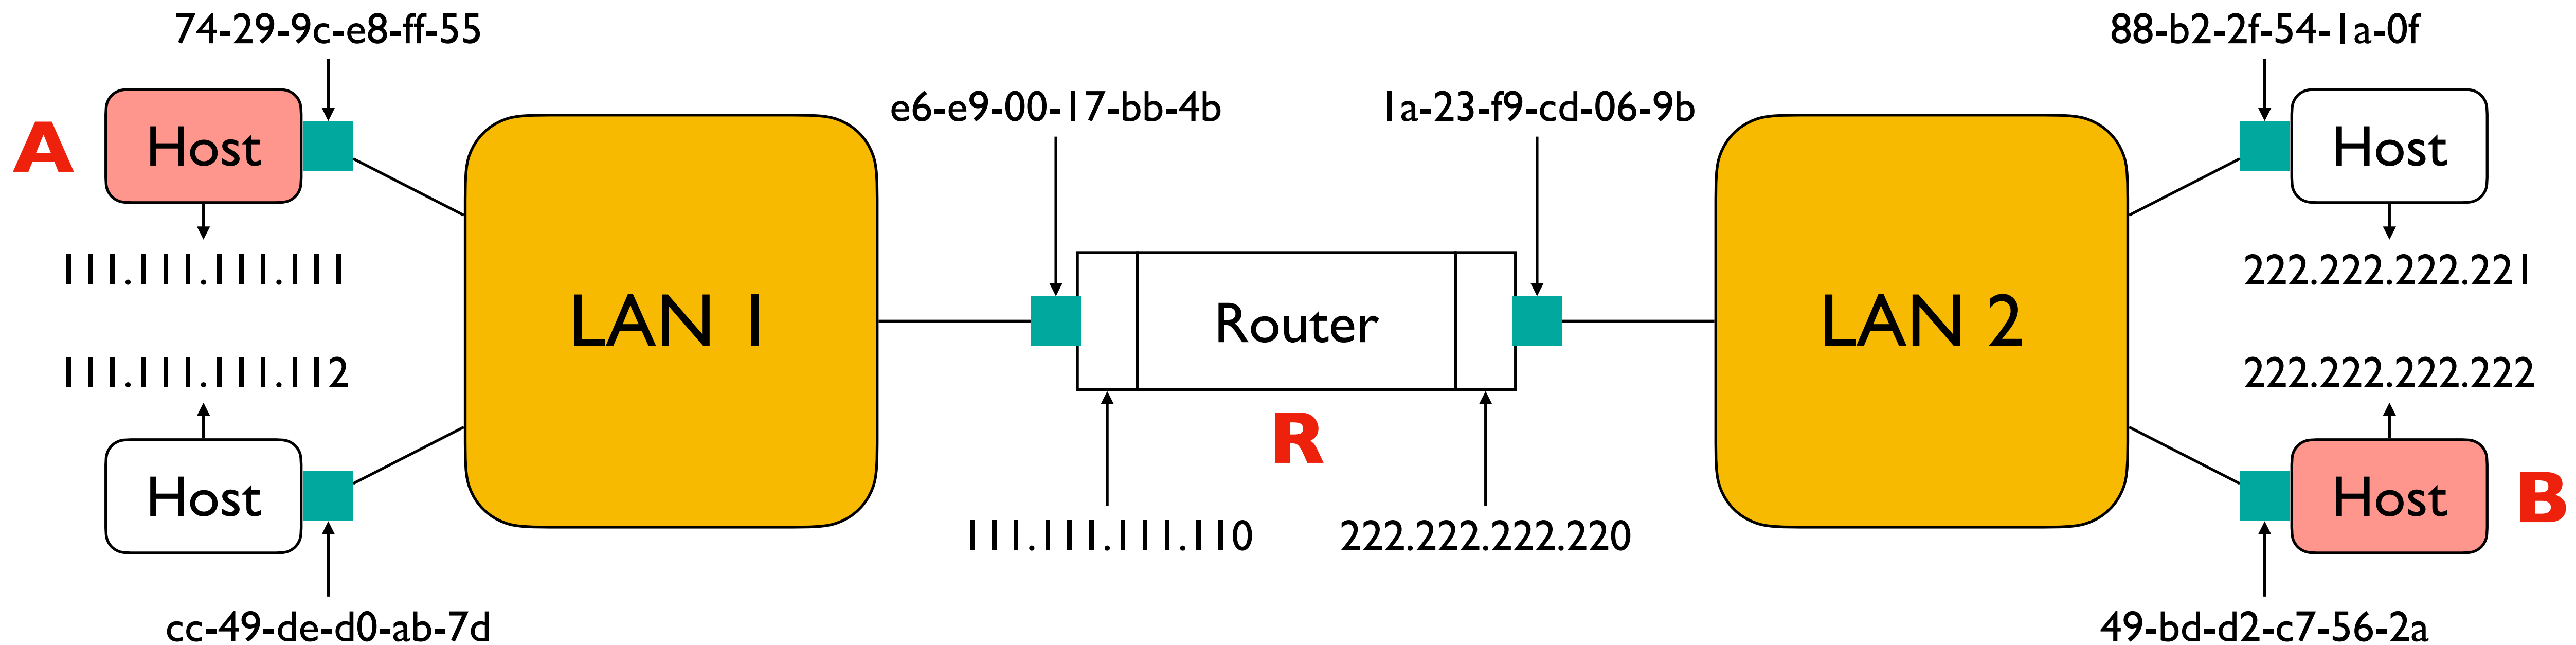 74-29-9c-e8-ff-55
88-b2-2f-54-1a-0f
e6-e9-00-17-bb-4b
1a-23-f9-cd-06-9b
A
Host
Host
111.111.111.111
222.222.222.221
LAN 1
Router
LAN 2
111.111.111.112
222.222.222.222
R
Host
Host
B
111.111.111.110
222.222.222.220
cc-49-de-d0-ab-7d
49-bd-d2-c7-56-2a